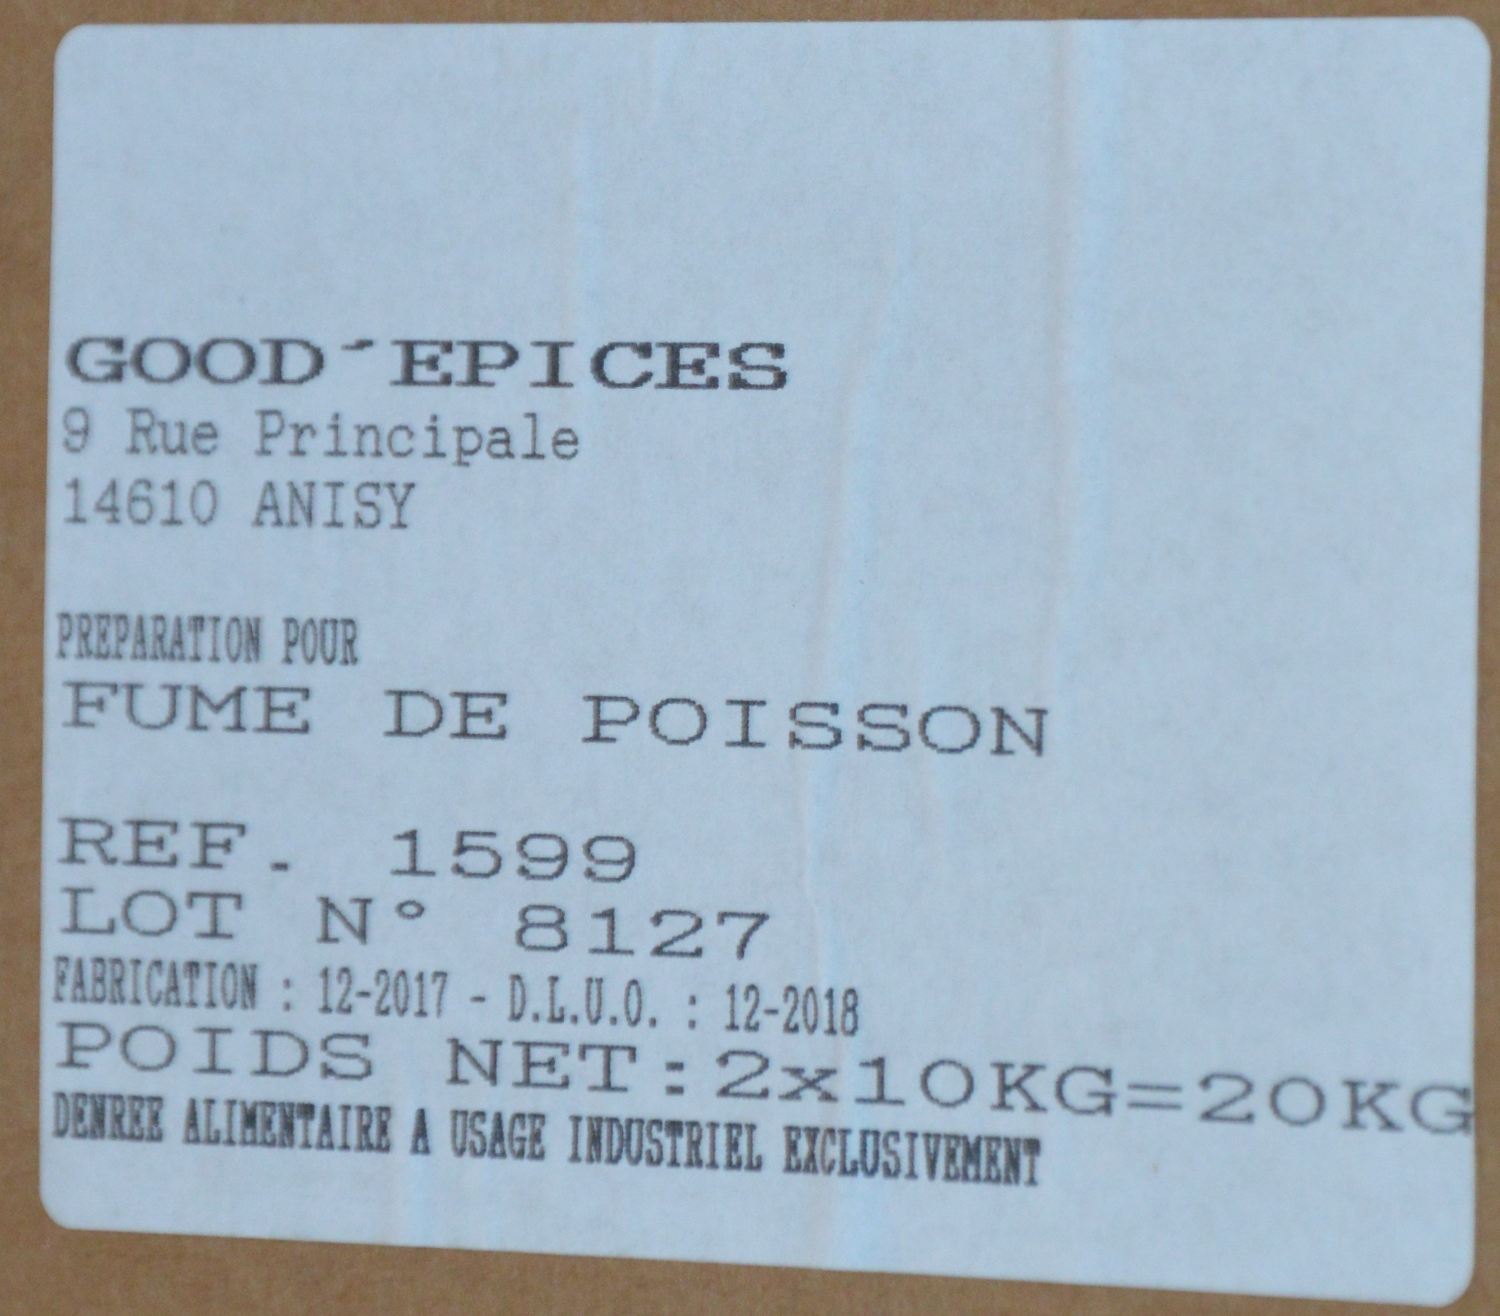 GOOD´EPICES
9 Rue Principale
14610 ANISY
PREPARATION POUR
FUME DE POISSON
REF. 1599
LOT N° 8127
FABRICATION : 12-2017 - D.L.U.O. : 12-2018
POIDS NET:2x10KG=20KG
DENREE ALIMENTAIRE A USAGE INDUSTRIEL EXCLUSIVEMENT